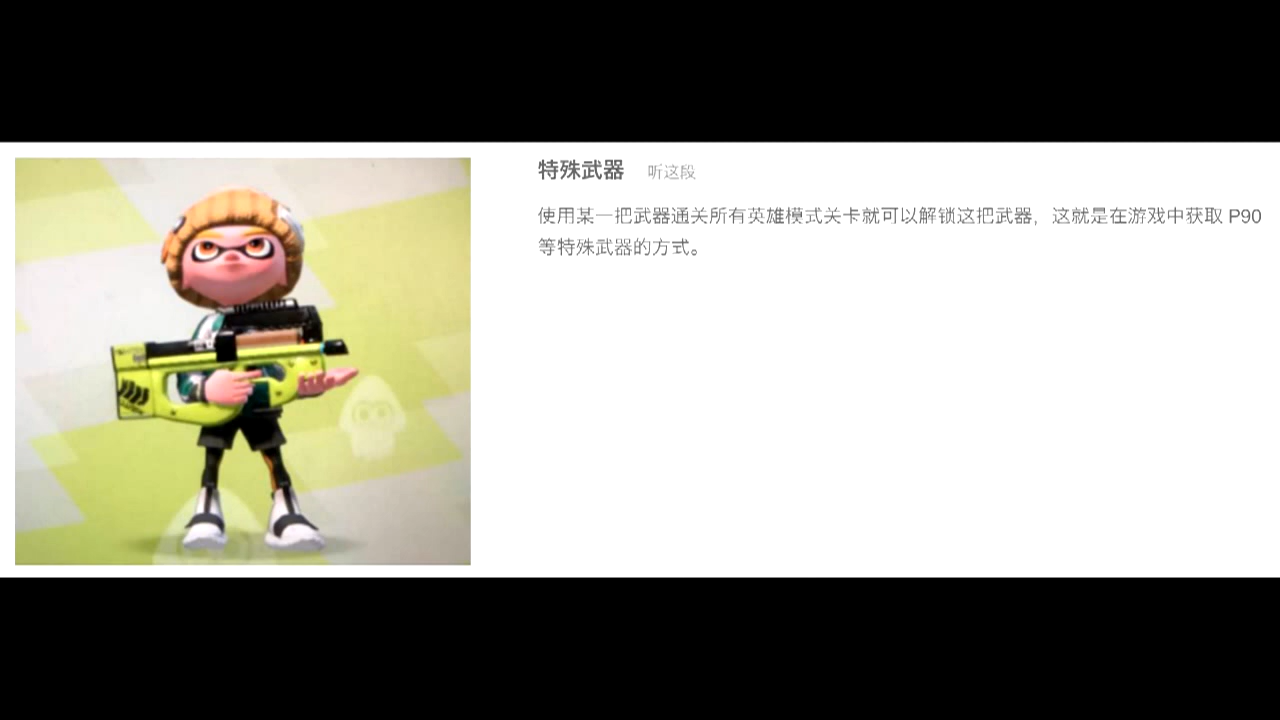 特殊武器 听这段
使用某一把武器通关所有英雄模式关卡就可以解锁这把武器，这就是在游戏中获取 P90
等特殊武器的方式。